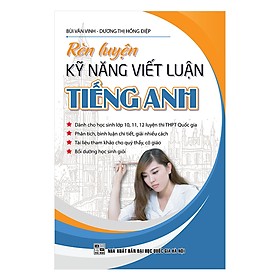 BÙI VĂN VINH - DƯƠNG THỊ HỒNG ĐIỆP
Rèn luyện
KỸ NĂNG VIẾT LUẬN
TIẾNG ANH
Dành cho học sinh lớp 10, 11, 12 luyện thi THPT Quốc gia
Phân tích, bình luận chi tiết, giải nhiều cách
Tài liệu tham khảo cho quý thầy, cô giáo
Bồi dưỡng học sinh giỏi
NHÀ XUẤT BẢN ĐẠI HỌC QUỐC GIA HÀ NỘI